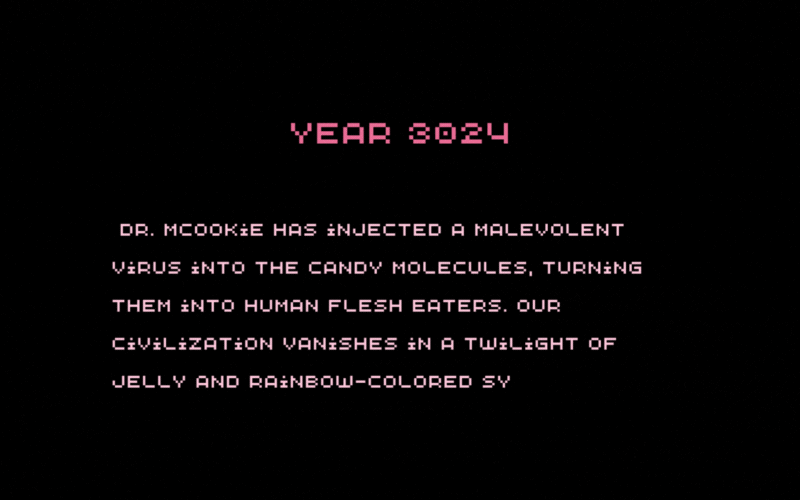 YEAR 3024
DR. MCOOKiE HAS iNJECTED A MALEVOLENT
ViRUS iNTO THE CANDY MOLECULES, TURNiNG
THEM iNTO HUMAN FLESH EATERS. OUR
CiViLiZATiON VANiSHES iN A TWiLiGHT OF
JELLY AND RAiNBOW-COLORED SY